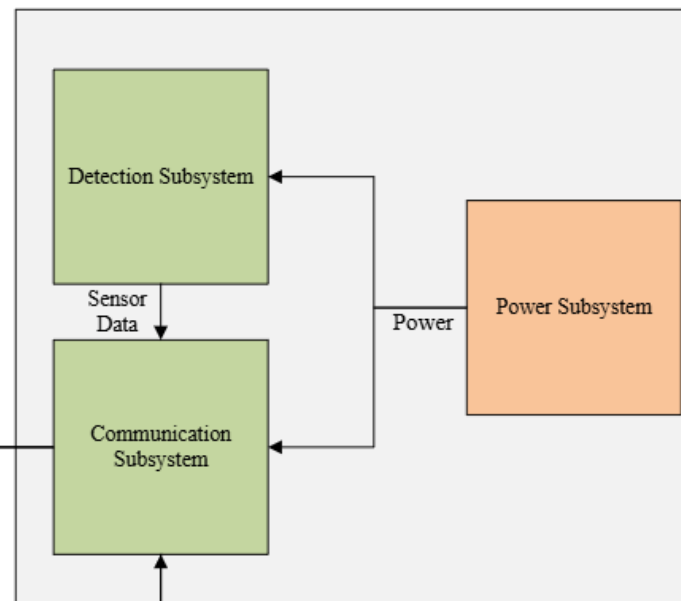 Detection Subsystem
Sensor
Data
Power
Power Subsystem
Communication
Subsystem